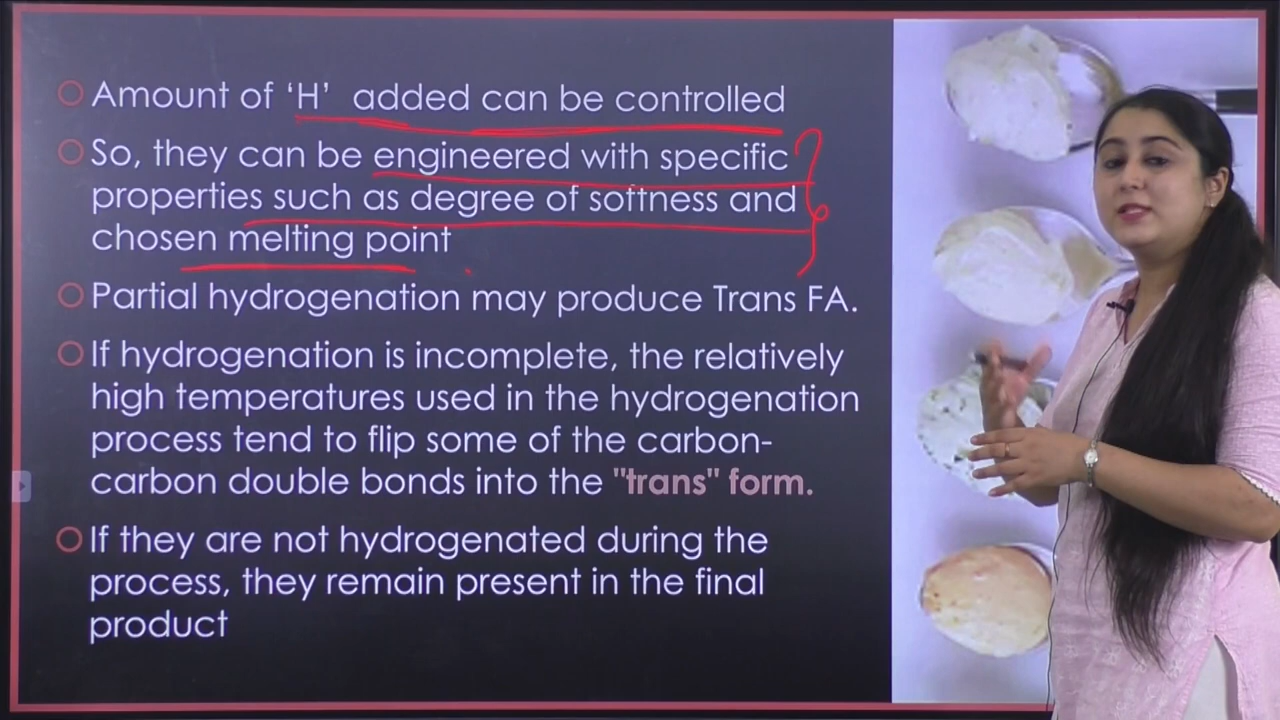 Amount of ‘H’ added can be controlled
So, they can be engineered with specific
properties such as degree of softness and
chosen melting point
Partial hydrogenation may produce Trans FA.
If hydrogenation is incomplete, the relatively
high temperatures used in the hydrogenation
process tend to flip some of the carbon-
carbon double bonds into the "trans" form.
If they are not hydrogenated during the
process, they remain present in the final
product